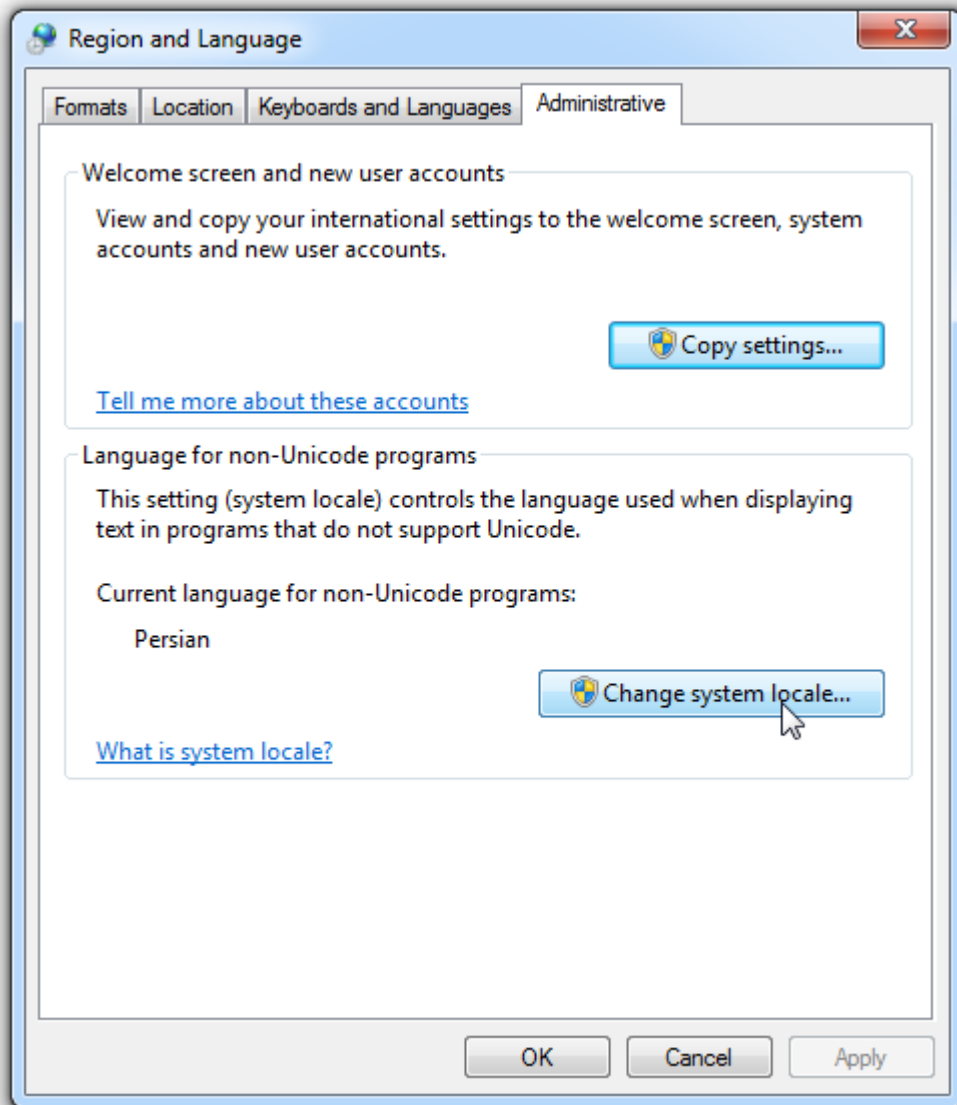 Region and Language
Formats Location Keyboards and Languages Administrative
Welcome screen and new user accounts
View and copy your international settings to the welcome screen, system
accounts and new user accounts.
Copy settings...
Tell me more about these accounts
Language for non-Unicode programs
This setting (system locale) controls the language used when displaying
text in programs that do not support Unicode.
Current language for non-Unicode programs:
Persian
Change system locale...
What is system locale?
OK Cancel Apply